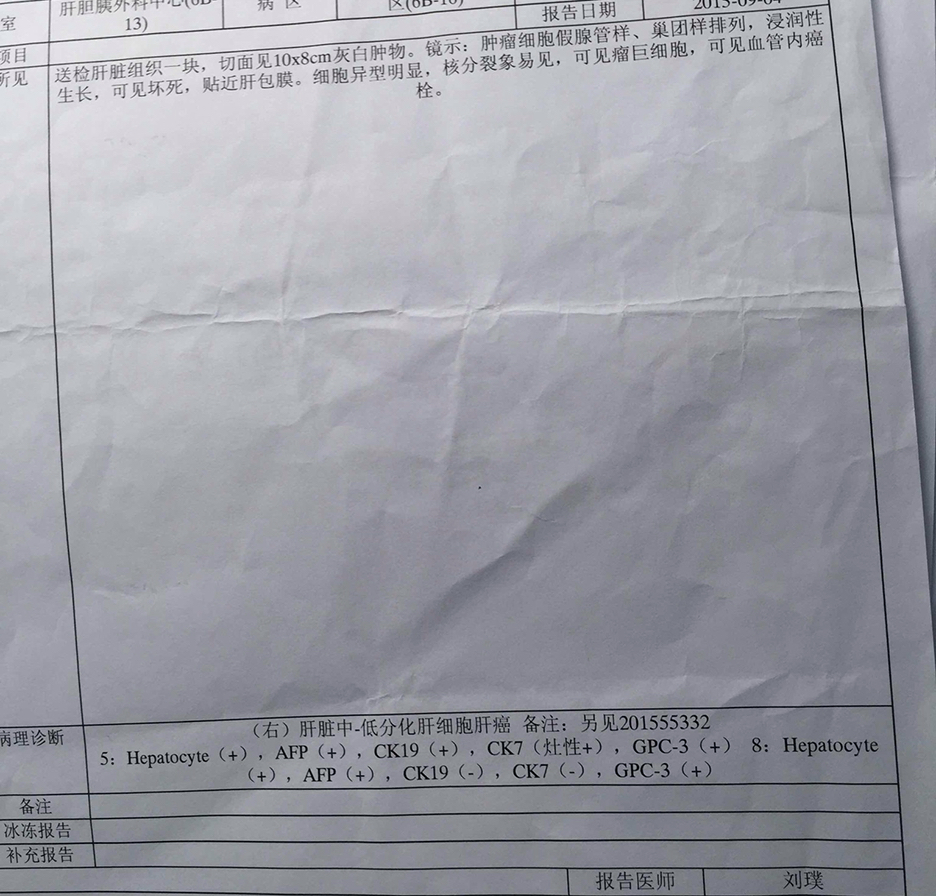 室 肝胆胰外科中心(6B- 病 区 区(6B-16)
13) 报告日期 2015-09-04
项目
所见 送检肝脏组织一块，切面见10x8cm灰白肿物。镜示：肿瘤细胞假腺管样、巢团样排列，浸润性
生长，可见坏死，贴近肝包膜。细胞异型明显，核分裂象易见，可见瘤巨细胞，可见血管内癌
栓。
病理诊断 （右）肝脏中-低分化肝细胞肝癌 备注：另见201555332
5：Hepatocyte（+），AFP（+），CK19（+），CK7（灶性+），GPC-3（+） 8：Hepatocyte
（+），AFP（+），CK19（-），CK7（-），GPC-3（+）
备注
冰冻报告
补充报告
报告医师 刘璞